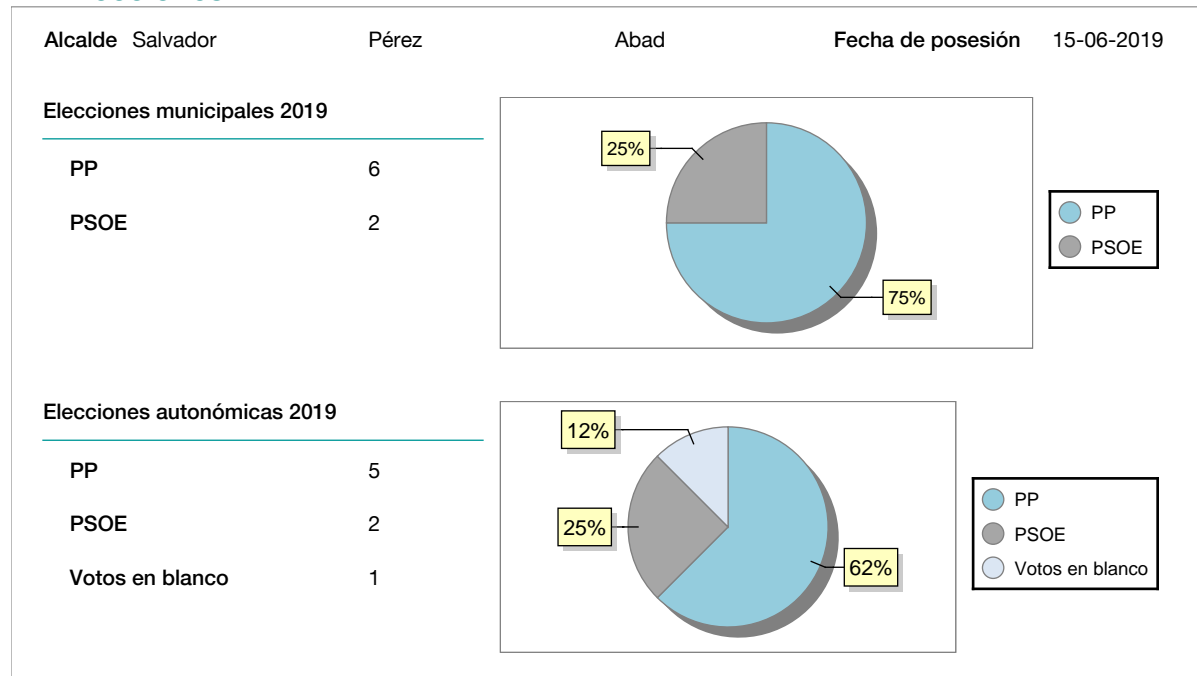 Alcalde Salvador Pérez Abad Fecha de posesión 15-06-2019
Elecciones municipales 2019
PP 6
PSOE 2
25%
75%
PP
PSOE
Elecciones autonómicas 2019
PP 5
PSOE 2
Votos en blanco 1
12%
25%
62%
PP
PSOE
Votos en blanco